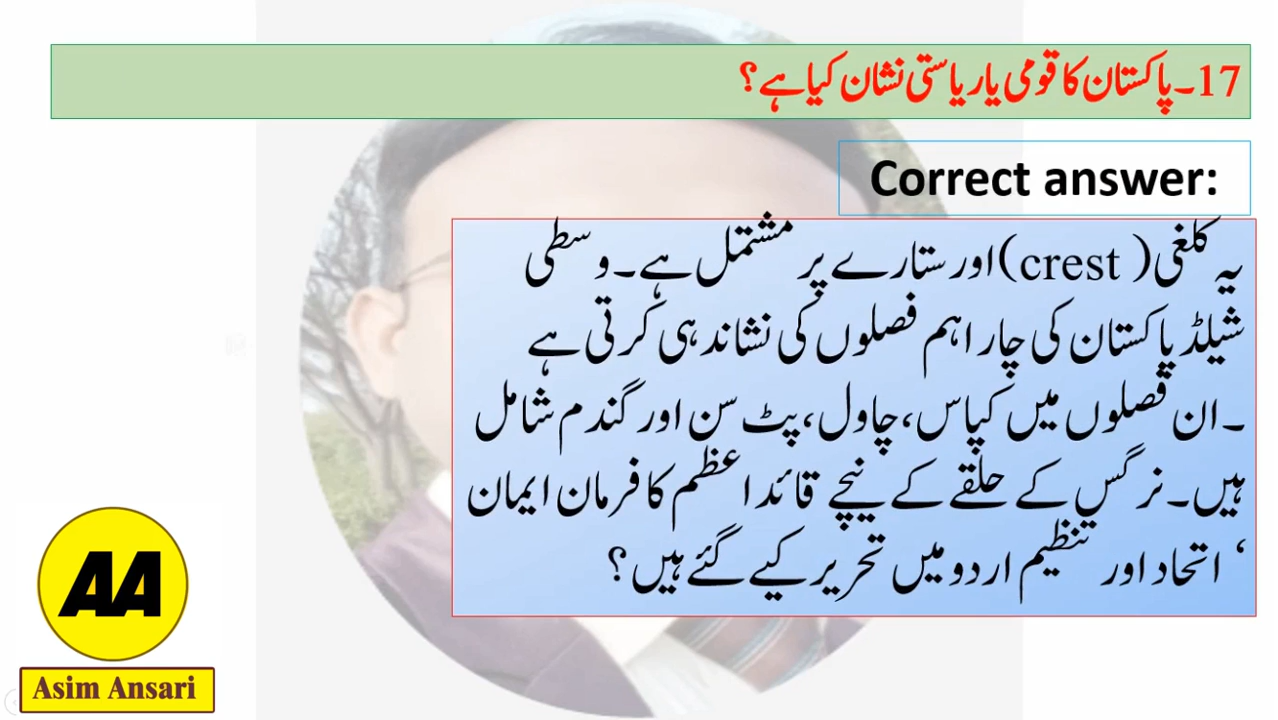 17۔پاکستان کا قومی یا ریاستی نشان کیا ہے؟
Correct answer:
یہ کلغی( crest)اور ستارے پر مشتمل ہے۔وسطی
شیلڈ پاکستان کی چار اہم فصلوں کی نشاندہی کرتی ہے
۔ان فصلوں میں کپاس،چاول،پٹ سن اور گندم شامل
ہیں۔نرگس کے حلقے کے نیچے قائداعظم کا فرمان ایمان
‘ اتحاد اور تنظیم اردو میں تحریر کیے گئے ہیں؟
AA
Asim Ansari